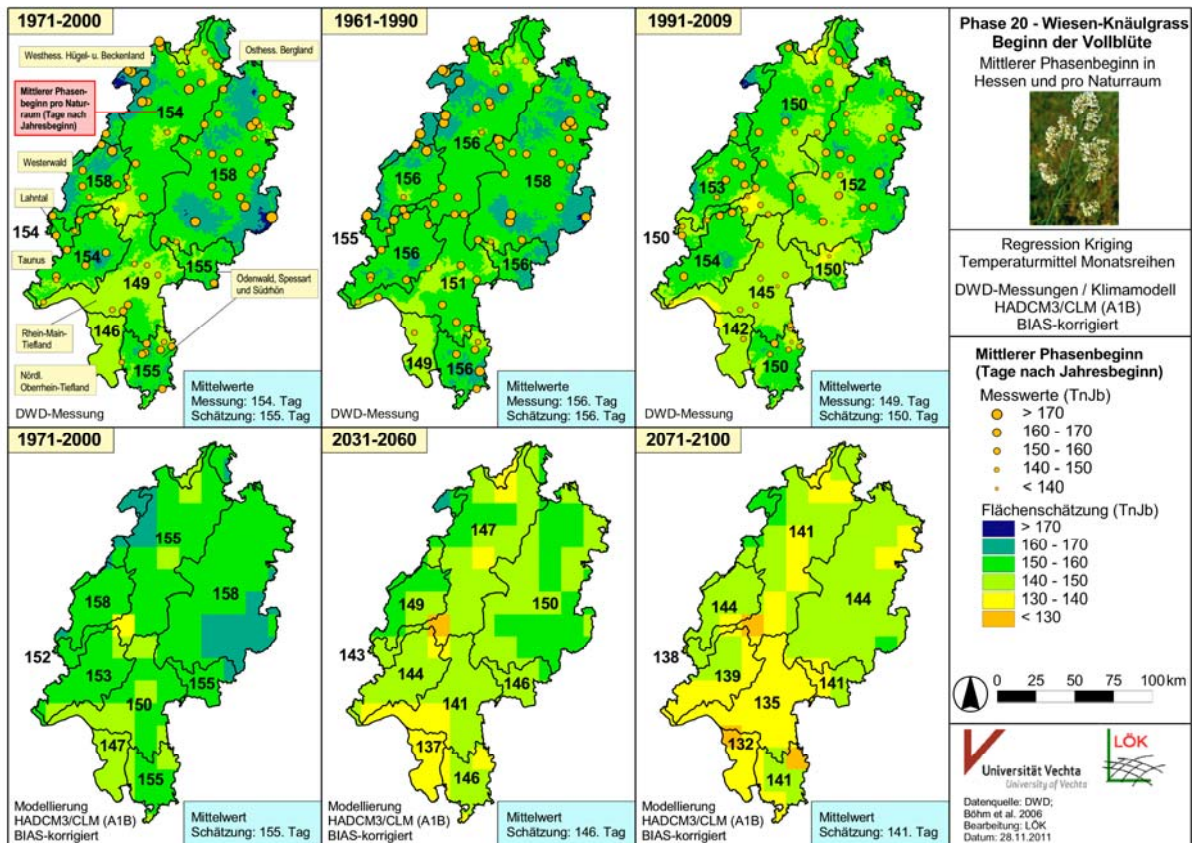 1971-2000
Westhess. Hügel- u. Beckenland
Osthess. Bergland
Mittlerer Phasen-
beginn pro Natur-
raum (Tage nach
Jahresbeginn)
154
Westerwald
158
158
Lahntal
154
Taunus
154
155
149
Odenwald, Spessart
und Südrhön
Rhein-Main-
Tiefland
146
Nördl.
Oberrhein-Tiefland
155
DWD-Messung
Mittelwerte
Messung: 154. Tag
Schätzung: 155. Tag
1961-1990
156
156
158
155
156
156
151
149
156
DWD-Messung
Mittelwerte
Messung: 156. Tag
Schätzung: 156. Tag
1991-2009
150
153
152
150
154
150
145
142
150
DWD-Messung
Mittelwerte
Messung: 149. Tag
Schätzung: 150. Tag
1971-2000
155
158
158
152
153
155
150
147
155
Modellierung
HADCM3/CLM (A1B)
BIAS-korrigiert
Mittelwert
Schätzung: 155. Tag
2031-2060
147
149
150
143
144
146
141
137
146
Modellierung
HADCM3/CLM (A1B)
BIAS-korrigiert
Mittelwert
Schätzung: 146. Tag
2071-2100
141
144
144
138
139
141
135
132
141
Modellierung
HADCM3/CLM (A1B)
BIAS-korrigiert
Mittelwert
Schätzung: 141. Tag
Phase 20 - Wiesen-Knäulgrass
Beginn der Vollblüte
Mittlerer Phasenbeginn in
Hessen und pro Naturraum
Regression Kriging
Temperaturmittel Monatsreihen
DWD-Messungen / Klimamodell
HADCM3/CLM (A1B)
BIAS-korrigiert
Mittlerer Phasenbeginn
(Tage nach Jahresbeginn)
Messwerte (TnJb)
> 170
160 - 170
150 - 160
140 - 150
< 140
Flächenschätzung (TnJb)
> 170
160 - 170
150 - 160
140 - 150
130 - 140
< 130
0 25 50 75 100 km
Universität Vechta
University of Vechta
LÖK
Datenquelle: DWD;
Böhm et al. 2006
Bearbeitung: LÖK
Datum: 28.11.2011